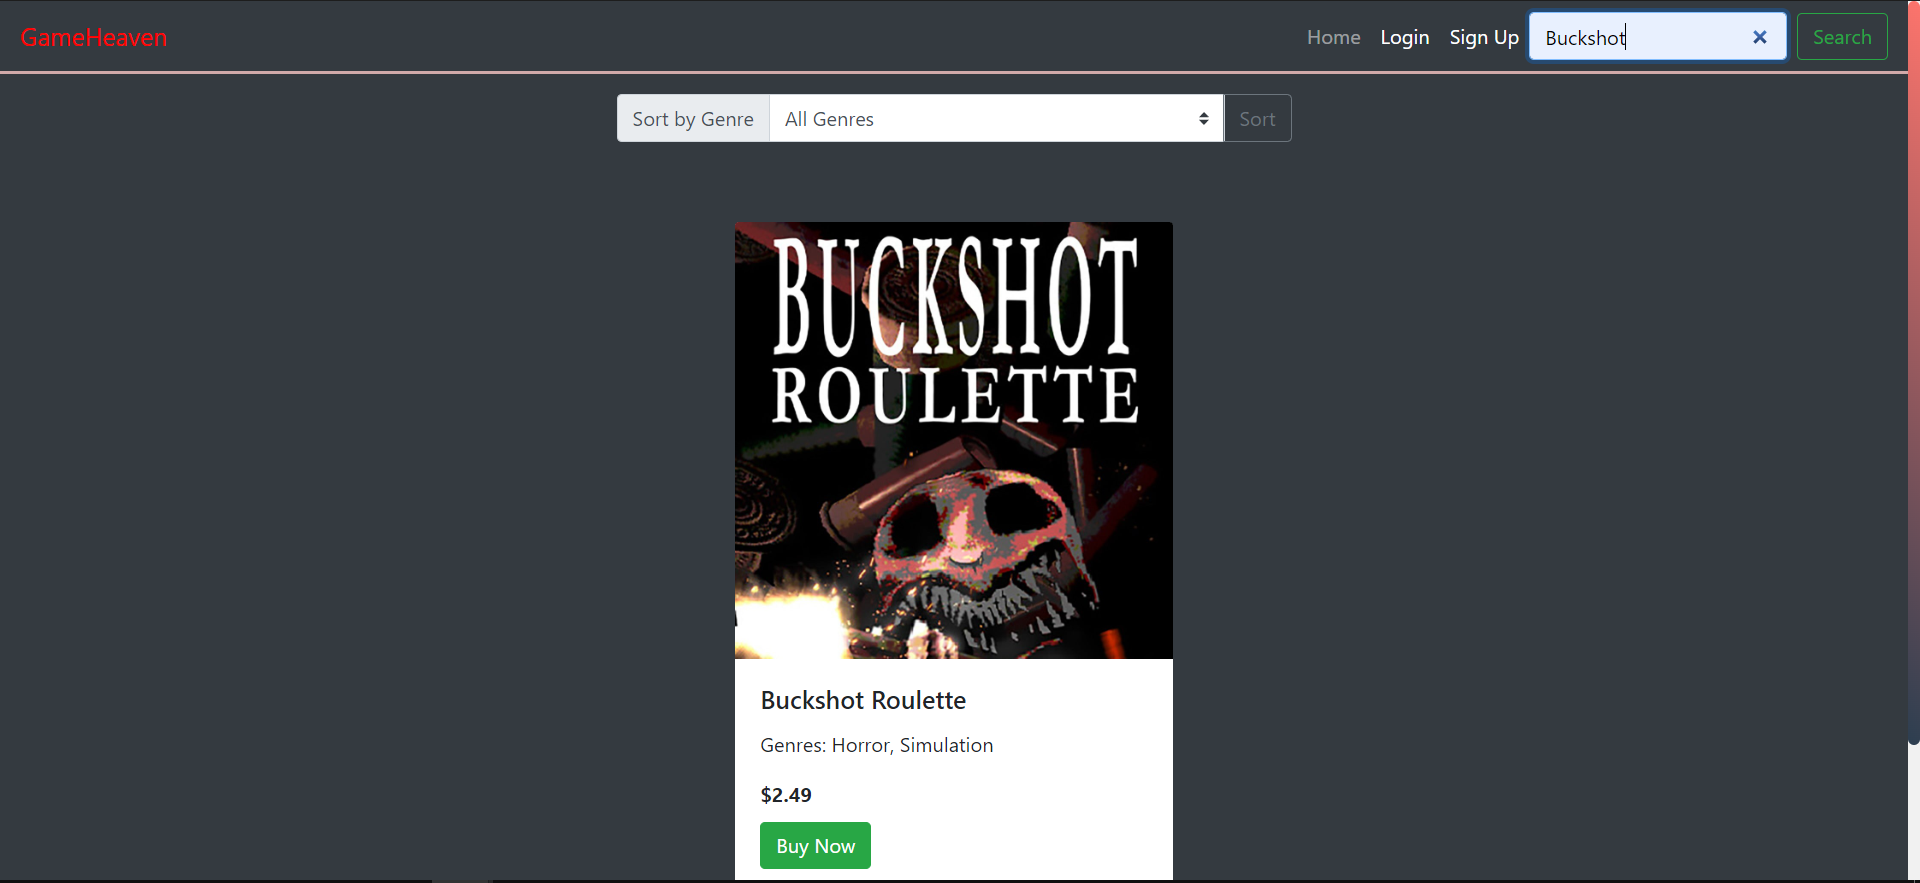 GameHeaven Home Login Sign Up Buckshot Search
Sort by Genre All Genres Sort
BUCKSHOT
ROULETTE
Buckshot Roulette
Genres: Horror, Simulation
$2.49
Buy Now